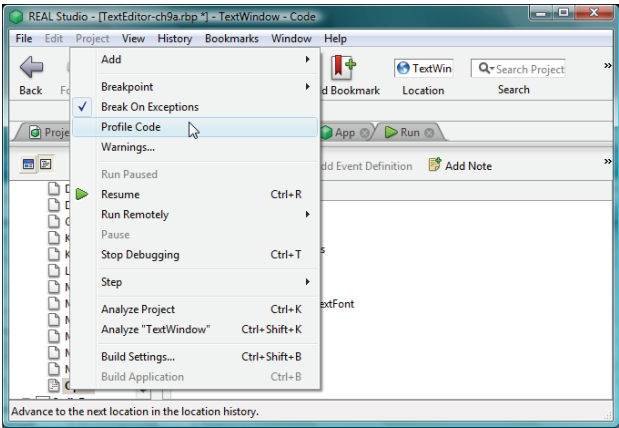 REAL Studio - [TextEditor-ch9a.rbp *] - TextWindow - Code
File Edit Project View History Bookmarks Window Help
Back
d Bookmark
TextWin
Location
Search Project
Search
»
Proje
App
Run
dd Event Definition
Add Note
»
Add
Breakpoint
Break On Exceptions
Profile Code
Warnings...
Run Paused
Resume Ctrl+R
Run Remotely
Pause
Stop Debugging Ctrl+T
Step
Analyze Project Ctrl+K
Analyze "TextWindow" Ctrl+Shift+K
Build Settings... Ctrl+Shift+B
Build Application Ctrl+B
s
extFont
Advance to the next location in the location history.